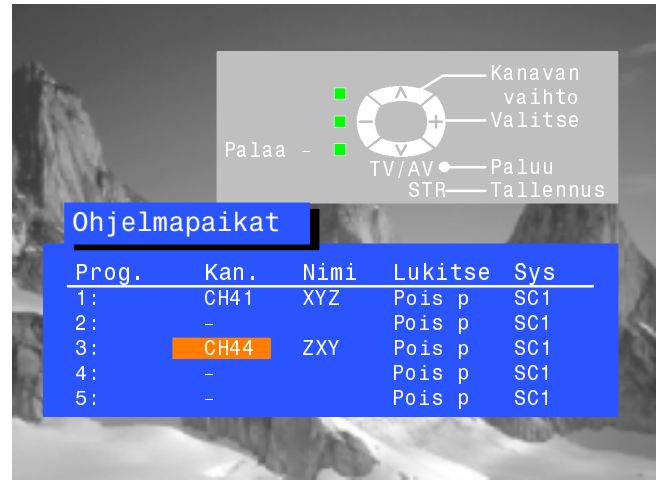 Kanavan
vaihto
Valitse
Palaa –
TV/AV Paluu
STR Tallennus
Ohjelmapaikat
Prog. Kan. Nimi Lukitse Sys
1: CH41 XYZ Pois p SC1
2: – Pois p SC1
3: CH44 ZXY Pois p SC1
4: – Pois p SC1
5: – Pois p SC1